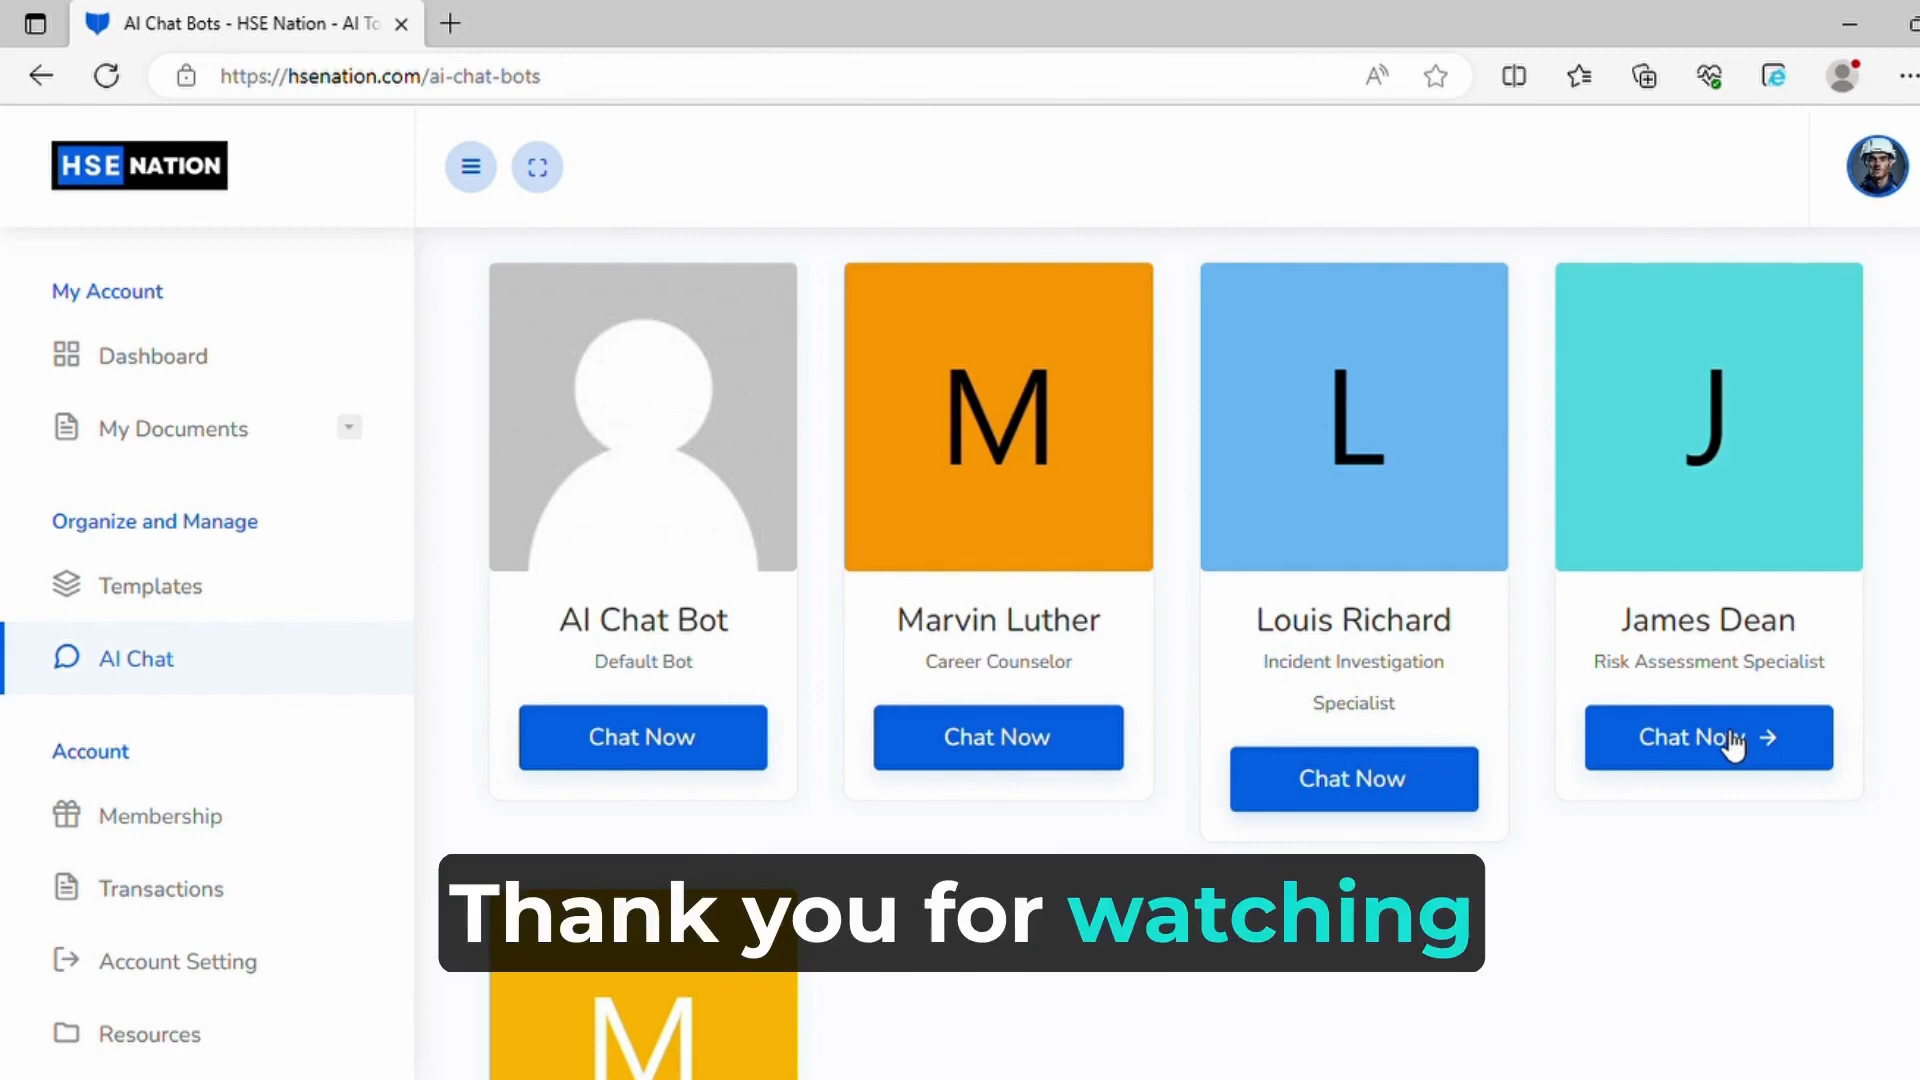 AI Chat Bots - HSE Nation - AI To
https://hsenation.com/ai-chat-bots
HSE NATION
My Account
Dashboard
My Documents
Organize and Manage
Templates
AI Chat
Account
Membership
Transactions
Account Setting
Resources
M
L
J
AI Chat Bot
Marvin Luther
Louis Richard
James Dean
Default Bot
Career Counselor
Incident Investigation
Specialist
Risk Assessment Specialist
Chat Now
Chat Now
Chat Now
Chat Now
Thank you for watching
M